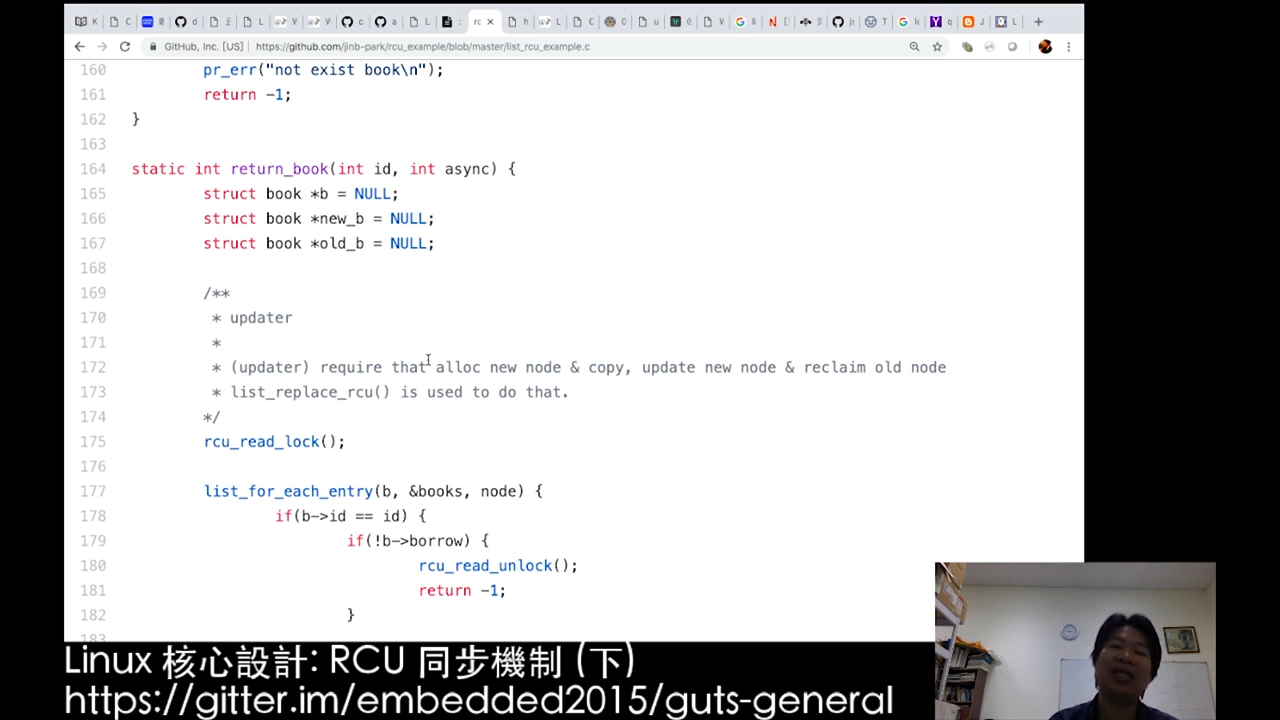 GitHub, Inc. [US] https://github.com/jinb-park/rcu_example/blob/master/list_rcu_example.c
160 pr_err("not exist book\n");
161 return -1;
162 }
163
164 static int return_book(int id, int async) {
165 struct book *b = NULL;
166 struct book *new_b = NULL;
167 struct book *old_b = NULL;
168
169 /**
170 * updater
171 *
172 * (updater) require that alloc new node & copy, update new node & reclaim old node
173 * list_replace_rcu() is used to do that.
174 */
175 rcu_read_lock();
176
177 list_for_each_entry(b, &books, node) {
178 if(b->id == id) {
179 if(!b->borrow) {
180 rcu_read_unlock();
181 return -1;
182 }
183
Linux 核心設計: RCU 同步機制 (下)
https://gitter.im/embedded2015/guts-general